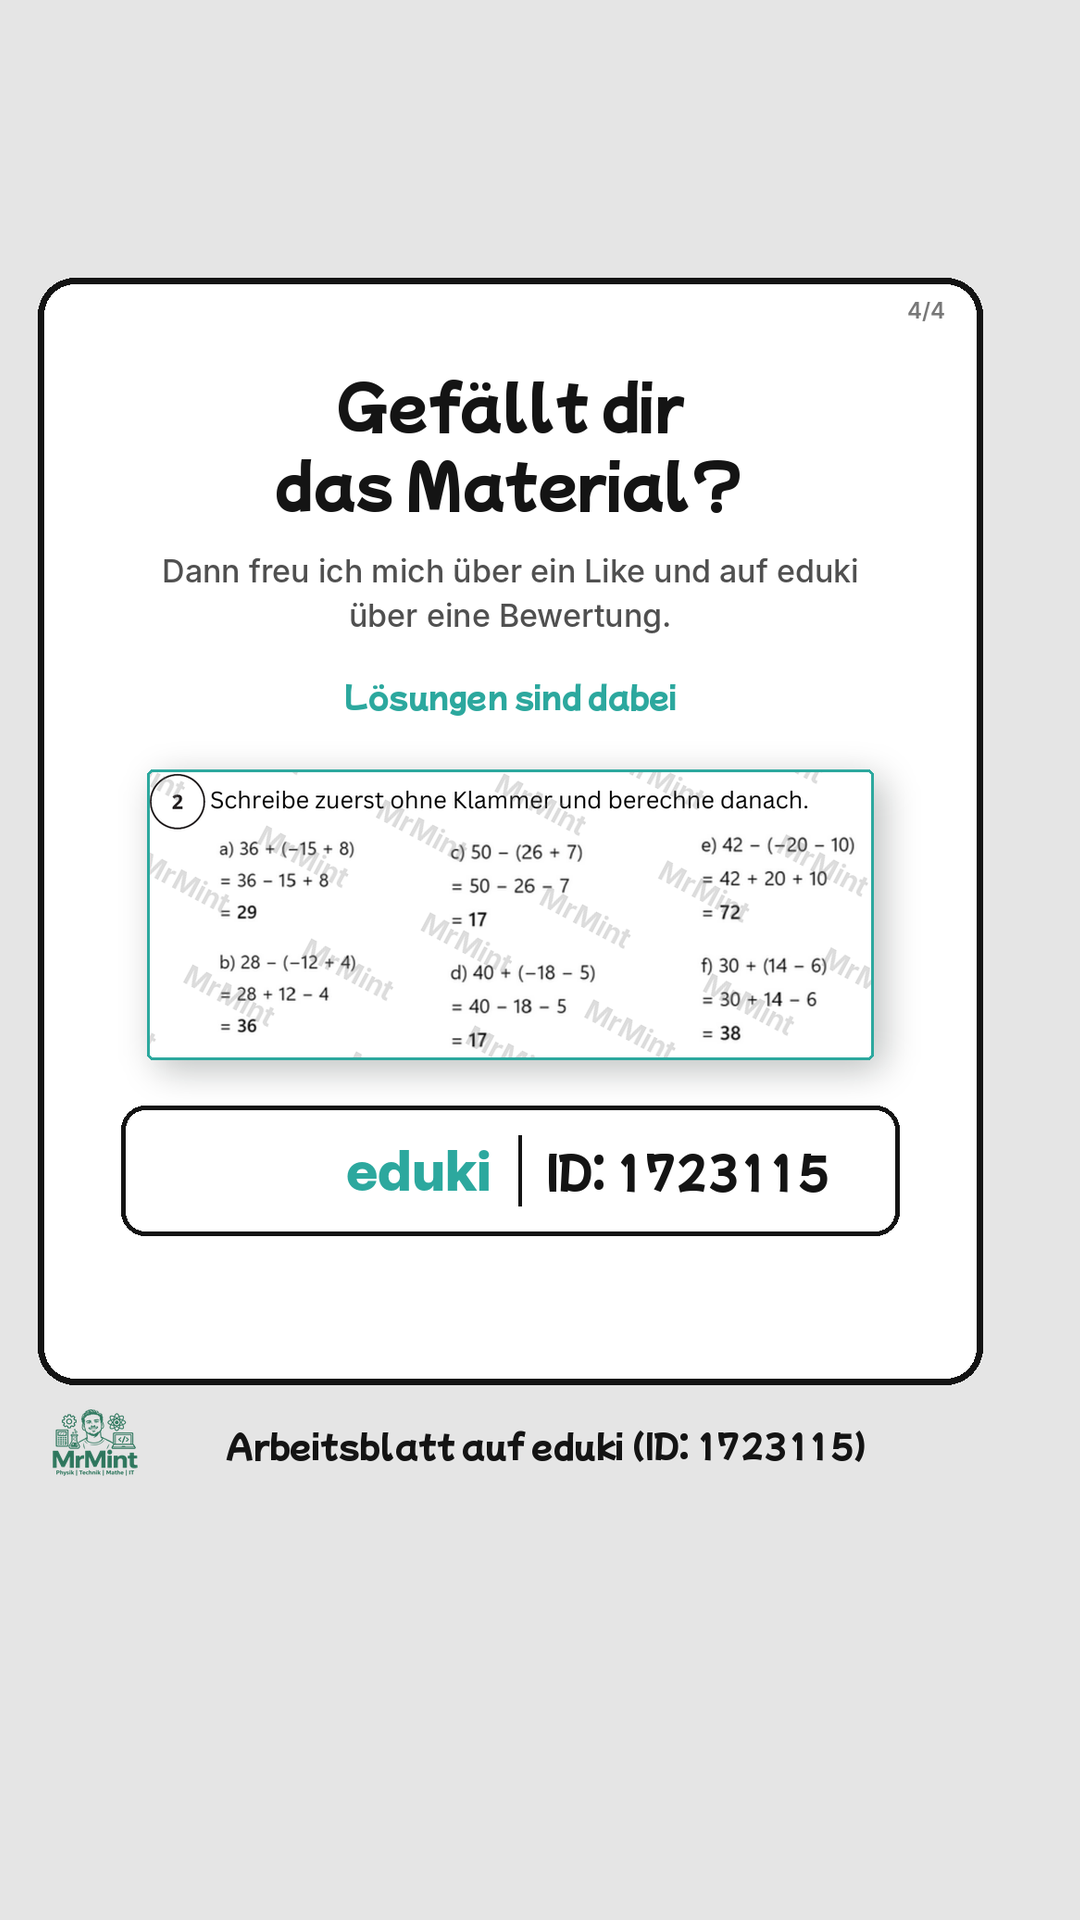 4/4
Gefällt dir
das Material?
Dann freu ich mich über ein Like und auf eduki
über eine Bewertung.
Lösungen sind dabei
2 Schreibe zuerst ohne Klammer und berechne danach.
a) 36 + (−15 + 8)
= 36 − 15 + 8
= 29
b) 28 − (−12 + 4)
= 28 + 12 − 4
= 36
c) 50 − (26 + 7)
= 50 − 26 − 7
= 17
d) 40 + (−18 − 5)
= 40 − 18 − 5
= 17
e) 42 − (−20 − 10)
= 42 + 20 + 10
= 72
f) 30 + (14 − 6)
= 30 + 14 − 6
= 38
eduki | ID: 1723115
MrMint
Physik | Technik | Mathe | IT
Arbeitsblatt auf eduki (ID: 1723115)